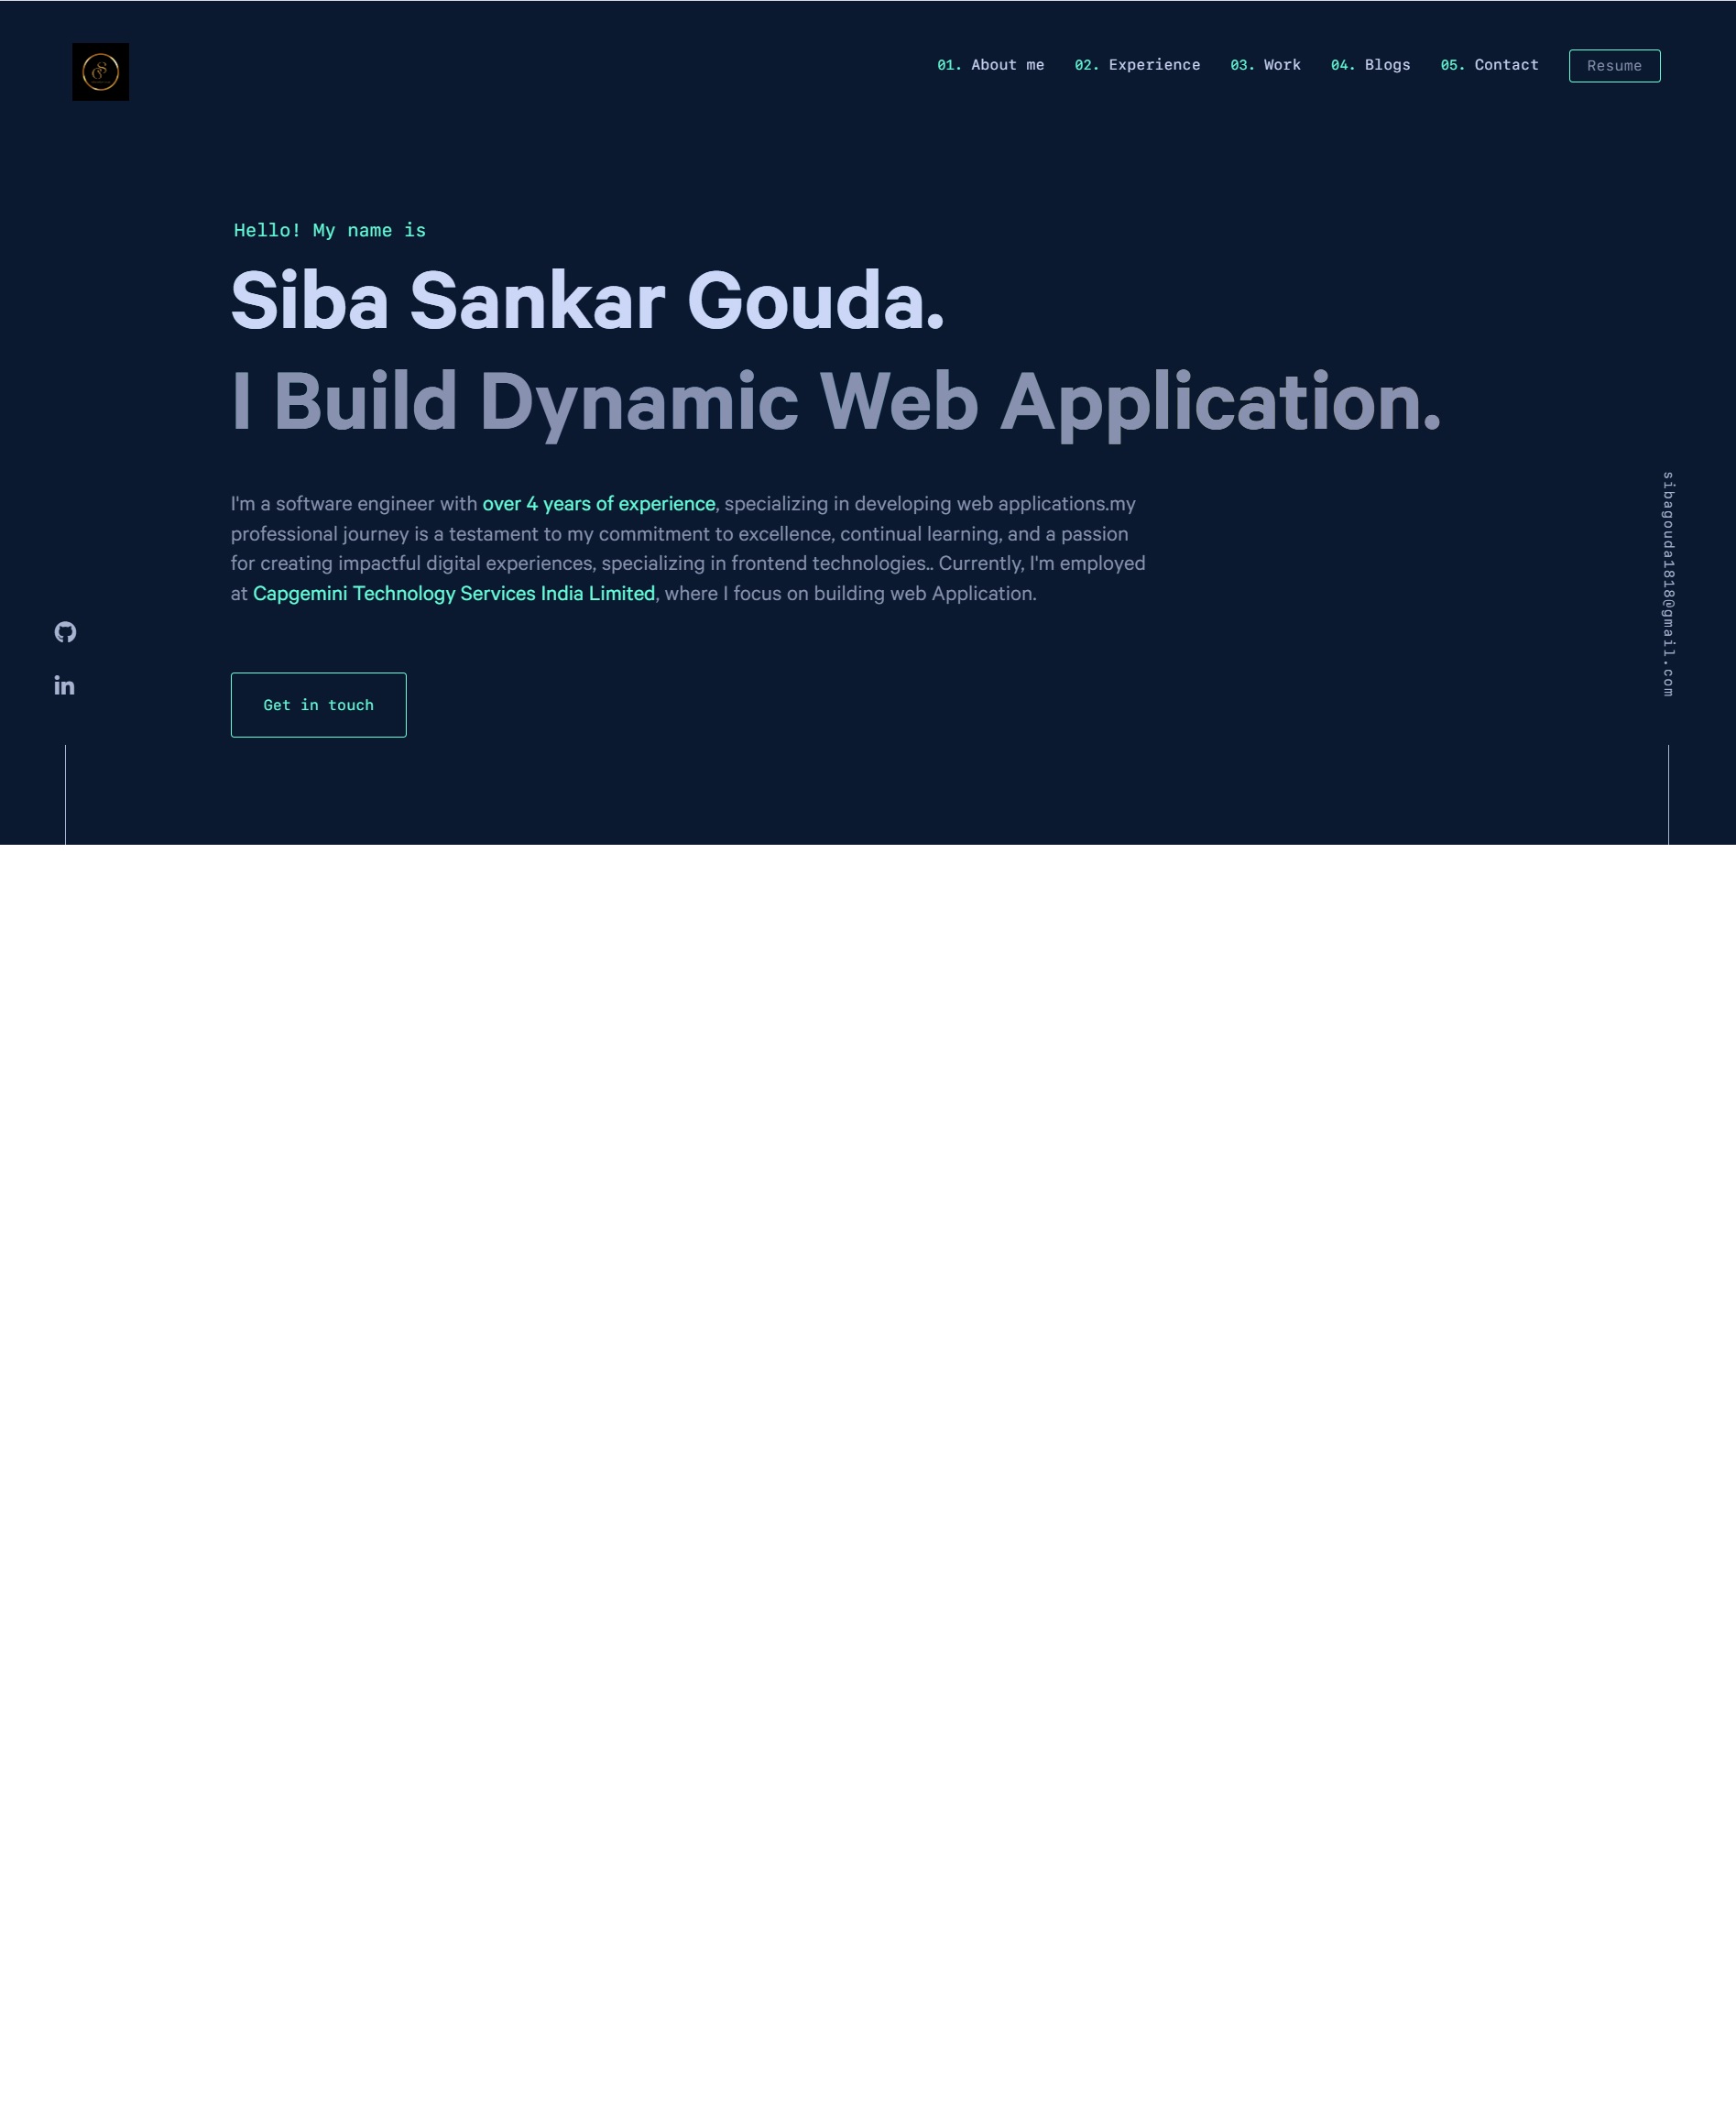 01. About me 02. Experience 03. Work 04. Blogs 05. Contact Resume
Hello! My name is
Siba Sankar Gouda.
I Build Dynamic Web Application.
I'm a software engineer with over 4 years of experience, specializing in developing web applications.my
professional journey is a testament to my commitment to excellence, continual learning, and a passion
for creating impactful digital experiences, specializing in frontend technologies.. Currently, I'm employed
at Capgemini Technology Services India Limited, where I focus on building web Application.
Get in touch
sibagouda1818@gmail.com